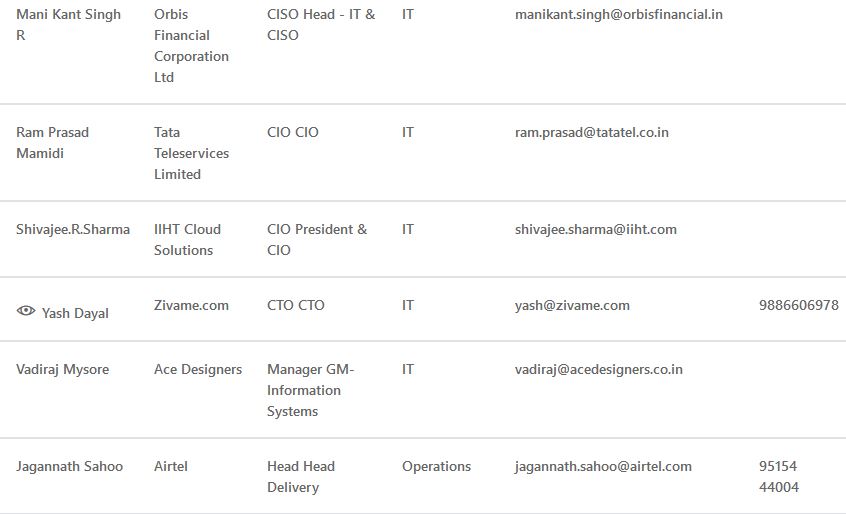 Mani Kant Singh R
Orbis Financial Corporation Ltd
CISO Head - IT & CISO
IT
manikant.singh@orbisfinancial.in
Ram Prasad Mamidi
Tata Teleservices Limited
CIO CIO
IT
ram.prasad@tatatel.co.in
Shivajee.R.Sharma
IIHT Cloud Solutions
CIO President & CIO
IT
shivajee.sharma@iiht.com
Yash Dayal
Zivame.com
CTO CTO
IT
yash@zivame.com
9886606978
Vadiraj Mysore
Ace Designers
Manager GM-Information Systems
IT
vadiraj@acedesigners.co.in
Jagannath Sahoo
Airtel
Head Head Delivery
Operations
jagannath.sahoo@airtel.com
95154 44004